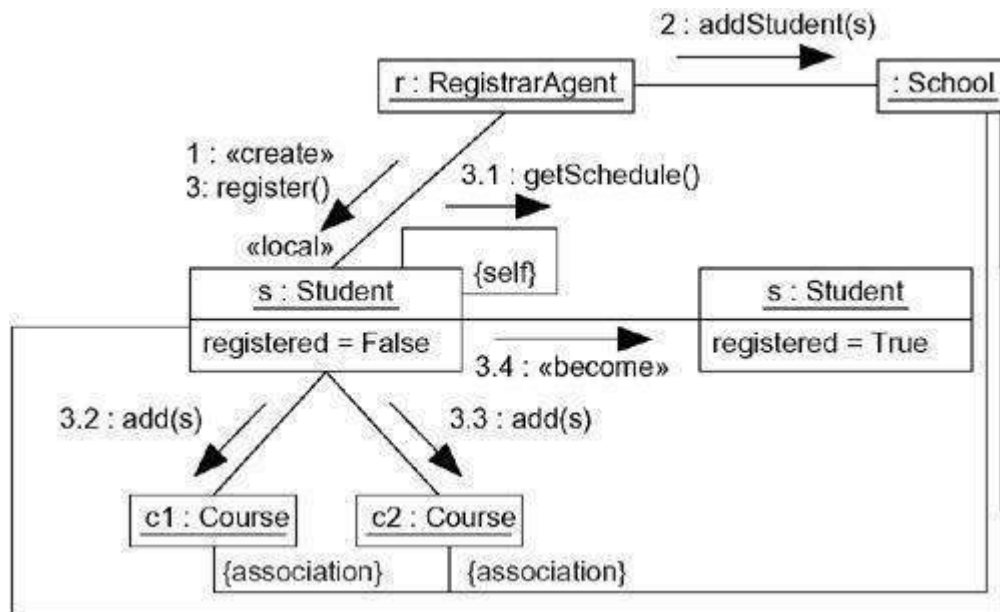 2 : addStudent(s)
r : RegistrarAgent
: School
1 : «create»
3: register()
3.1 : getSchedule()
«local»
{self}
s : Student
registered = False
s : Student
registered = True
3.4 : «become»
3.2 : add(s)
3.3 : add(s)
c1 : Course
c2 : Course
{association}
{association}